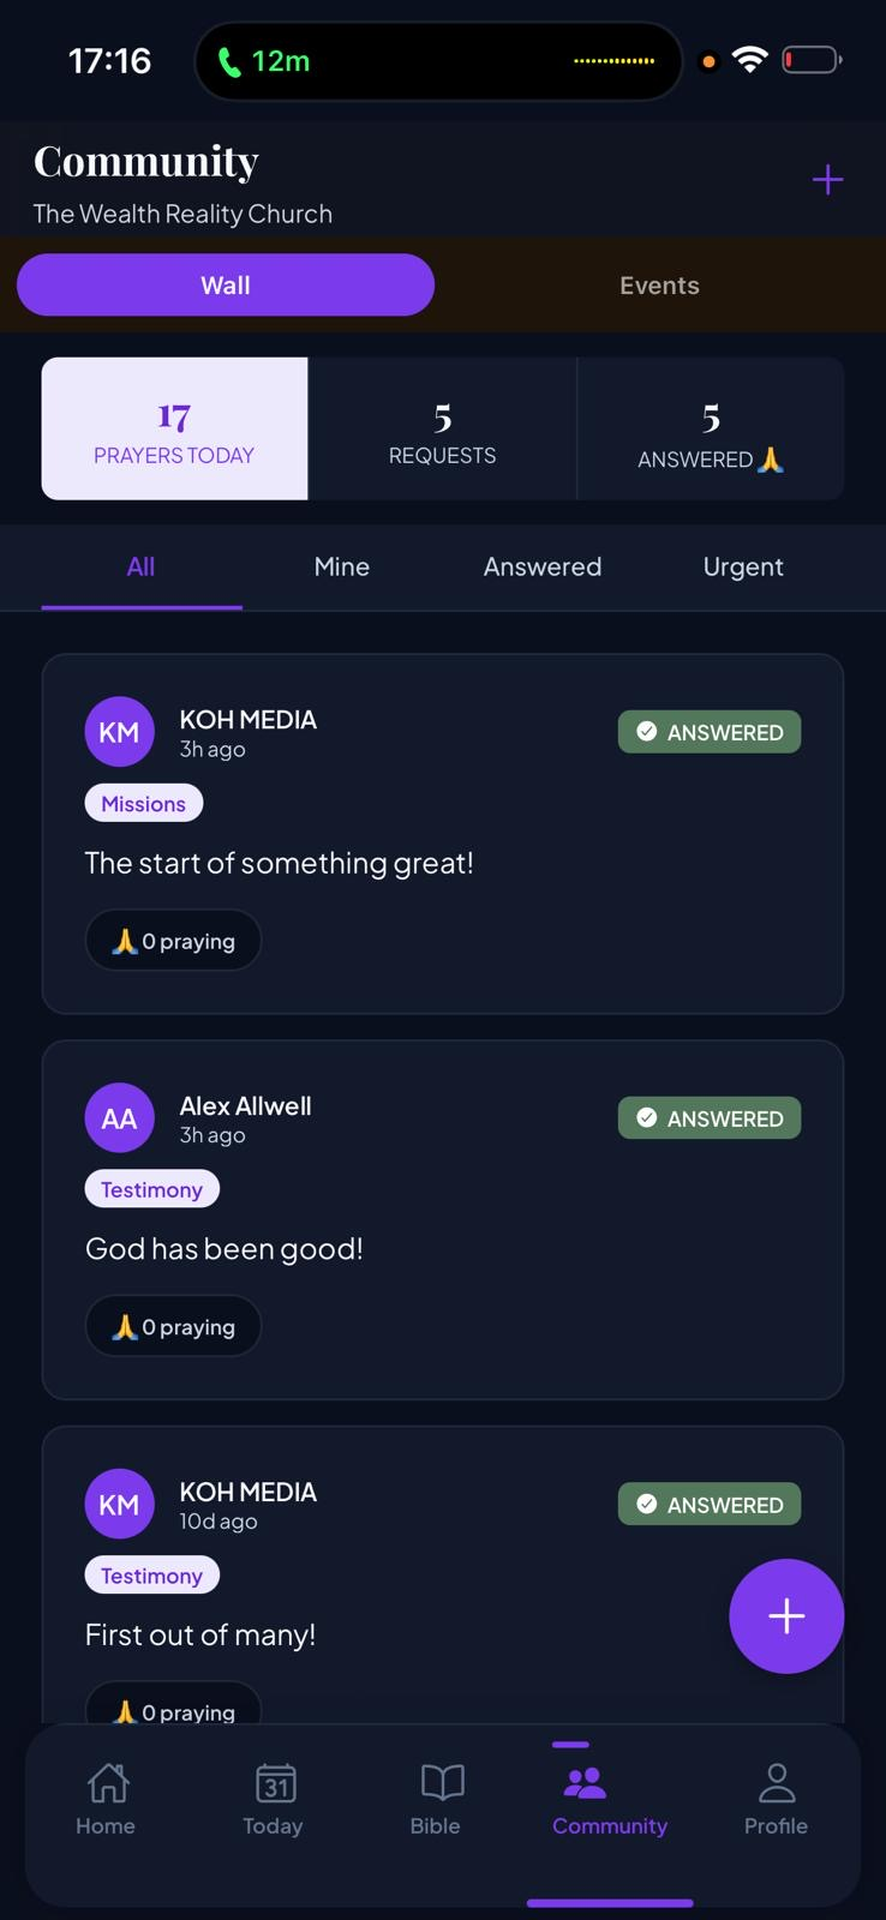 17:16
12m
Community
The Wealth Reality Church
Wall
Events
17
PRAYERS TODAY
5
REQUESTS
5
ANSWERED 🙏
All
Mine
Answered
Urgent
KM
KOH MEDIA
3h ago
ANSWERED
Missions
The start of something great!
🙏 0 praying
AA
Alex Allwell
3h ago
ANSWERED
Testimony
God has been good!
🙏 0 praying
KM
KOH MEDIA
10d ago
ANSWERED
Testimony
First out of many!
🙏 0 praying
31
Home
Today
Bible
Community
Profile